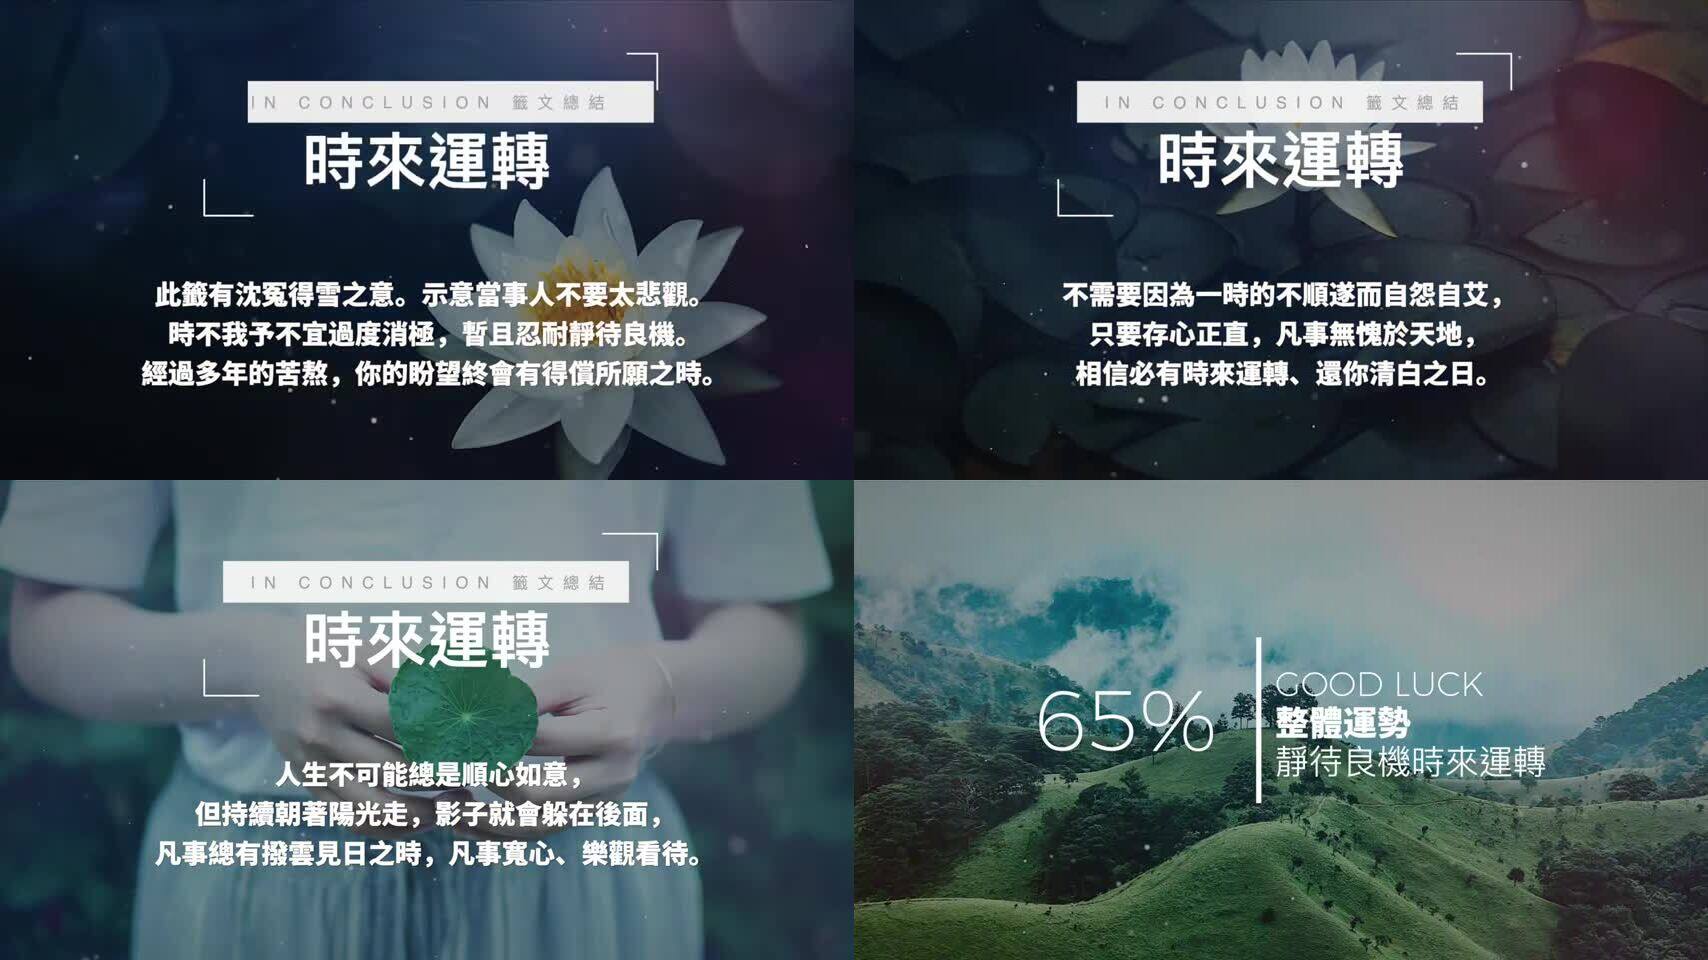 IN CONCLUSION 籤文總結
時來運轉
此籤有沈冤得雪之意。示意當事人不要太悲觀。
時不我予不宜過度消極，暫且忍耐靜待良機。
經過多年的苦熬，你的盼望終會有得償所願之時。
IN CONCLUSION 籤文總結
時來運轉
不需要因為一時的不順遂而自怨自艾，
只要存心正直，凡事無愧於天地，
相信必有時來運轉、還你清白之日。
IN CONCLUSION 籤文總結
時來運轉
人生不可能總是順心如意，
但持續朝著陽光走，影子就會躲在後面，
凡事總有撥雲見日之時，凡事寬心、樂觀看待。
65%
GOOD LUCK
整體運勢
靜待良機時來運轉